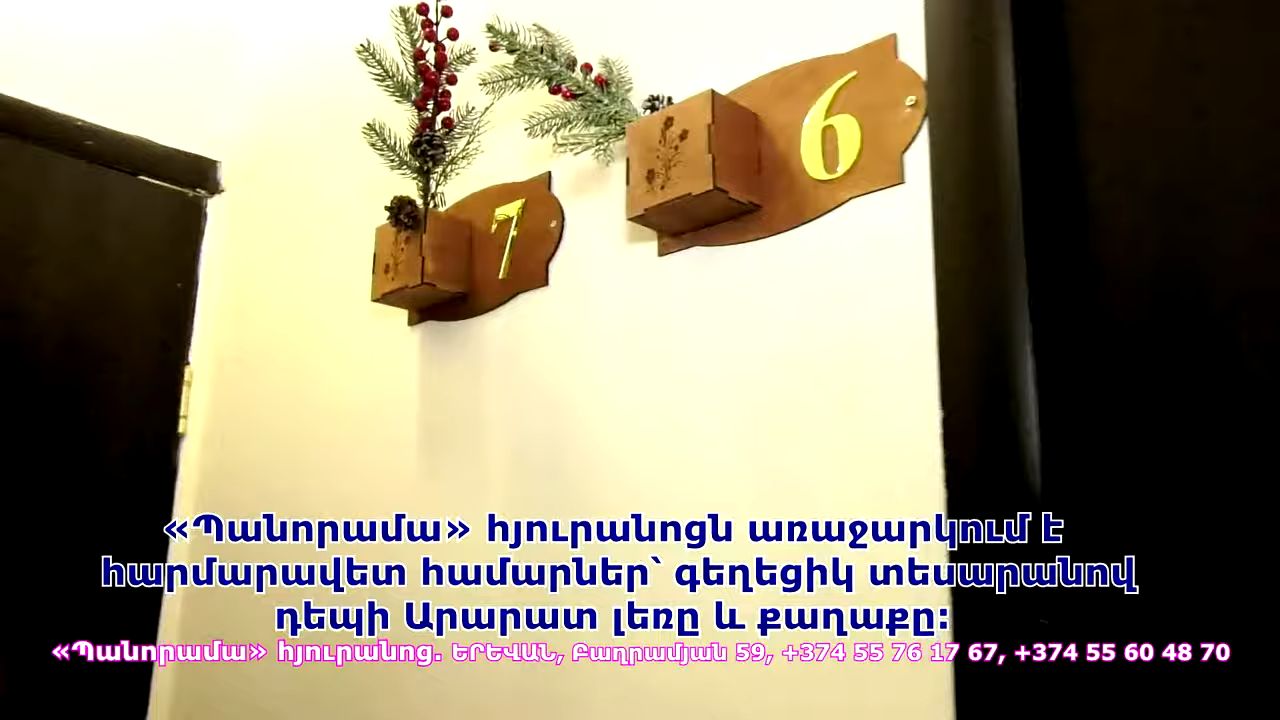 7
6
«Պանորամա» հյուրանոցն առաջարկում է
հարմարավետ համարներ՝ գեղեցիկ տեսարանով
դեպի Արարատ լեռը և քաղաքը։
«Պանորամա» հյուրանոց. ԵՐԵՎԱՆ, Բաղրամյան 59, +374 55 76 17 67, +374 55 60 48 70